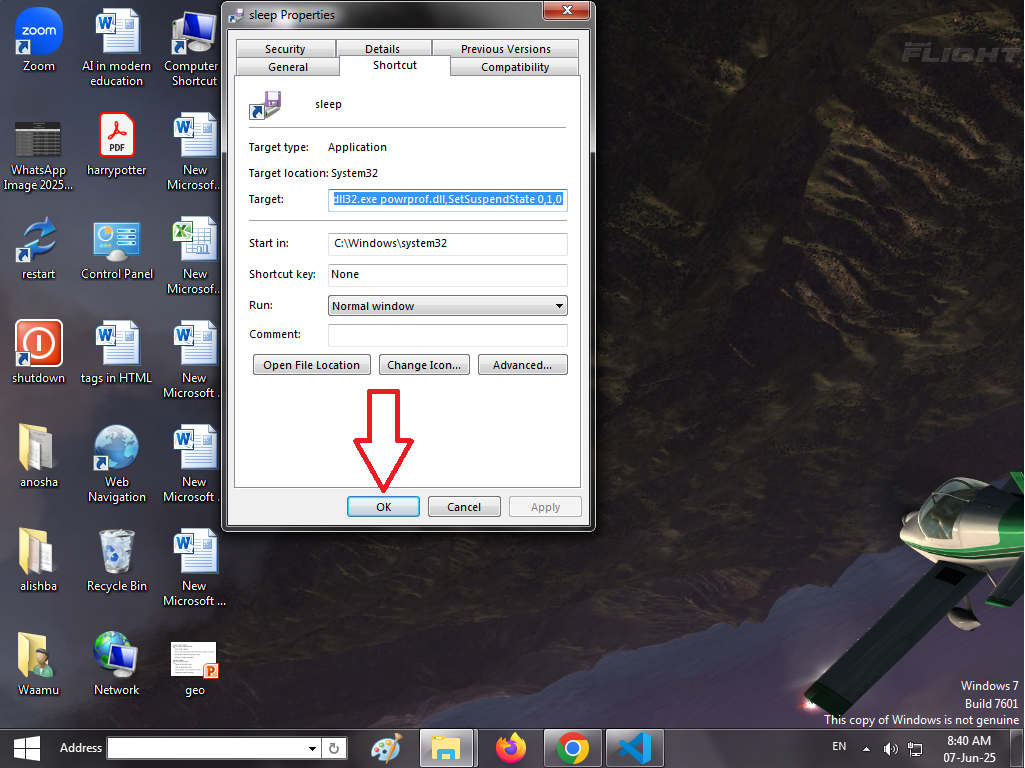 zoom
Zoom
AI in modern
education
Computer
Shortcut
WhatsApp
Image 2025...
PDF
harrypotter
New
Microsof...
restart
Control Panel
New
Microsof...
shutdown
tags in HTML
New
Microsoft ...
anosha
Web
Navigation
New
Microsoft ...
alishba
Recycle Bin
New
Microsoft ...
Waamu
Network
geo
sleep Properties
Security
Details
Previous Versions
General
Shortcut
Compatibility
sleep
Target type:
Application
Target location:
System32
Target:
dll32.exe powrprof.dll,SetSuspendState 0,1,0
Start in:
C:\Windows\system32
Shortcut key:
None
Run:
Normal window
Comment:
Open File Location
Change Icon...
Advanced...
OK
Cancel
Apply
Microsoft
FLIGHT
Windows 7
Build 7601
This copy of Windows is not genuine
Address
EN
8:40 AM
07-Jun-25